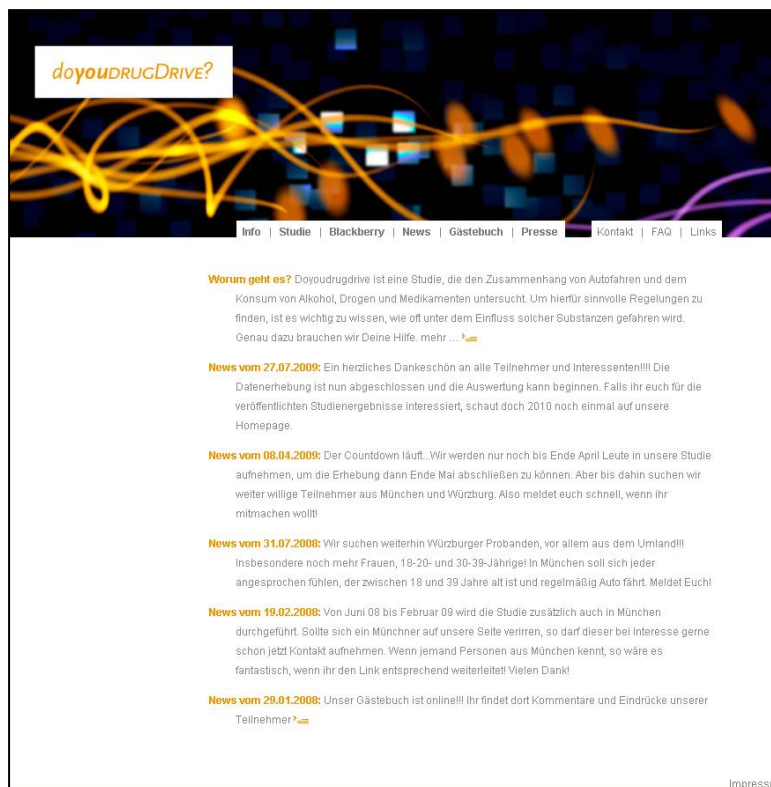 doyouDRUGDRIVE?
Info | Studie | Blackberry | News | Gästebuch | Presse Kontakt | FAQ | Links
Worum geht es? Doyoudrugdrive ist eine Studie, die den Zusammenhang von Autofahren und dem
Konsum von Alkohol, Drogen und Medikamenten untersucht. Um hierfür sinnvolle Regelungen zu
finden, ist es wichtig zu wissen, wie oft unter dem Einfluss solcher Substanzen gefahren wird.
Genau dazu brauchen wir Deine Hilfe. mehr ...
News vom 27.07.2009: Ein herzliches Dankeschön an alle Teilnehmer und Interessenten!!!! Die
Datenerhebung ist nun abgeschlossen und die Auswertung kann beginnen. Falls ihr euch für die
veröffentlichten Studienergebnisse interessiert, schaut doch 2010 noch einmal auf unsere
Homepage.
News vom 08.04.2009: Der Countdown läuft...Wir werden nur noch bis Ende April Leute in unsere Studie
aufnehmen, um die Erhebung dann Ende Mai abschließen zu können. Aber bis dahin suchen wir
weiter willige Teilnehmer aus München und Würzburg. Also meldet euch schnell, wenn ihr
mitmachen wollt!
News vom 31.07.2008: Wir suchen weiterhin Würzburger Probanden, vor allem aus dem Umland!!!
Insbesondere noch mehr Frauen, 18-20- und 30-39-Jährige! In München soll sich jeder
angesprochen fühlen, der zwischen 18 und 39 Jahre alt ist und regelmäßig Auto fährt. Meldet Euch!
News vom 19.02.2008: Von Juni 08 bis Februar 09 wird die Studie zusätzlich auch in München
durchgeführt. Sollte sich ein Münchner auf unsere Seite verirren, so darf dieser bei Interesse gerne
schon jetzt Kontakt aufnehmen. Wenn jemand Personen aus München kennt, so wäre es
fantastisch, wenn ihr den Link entsprechend weiterleitet! Vielen Dank!
News vom 29.01.2008: Unser Gästebuch ist online!!! Ihr findet dort Kommentare und Eindrücke unserer
Teilnehmer